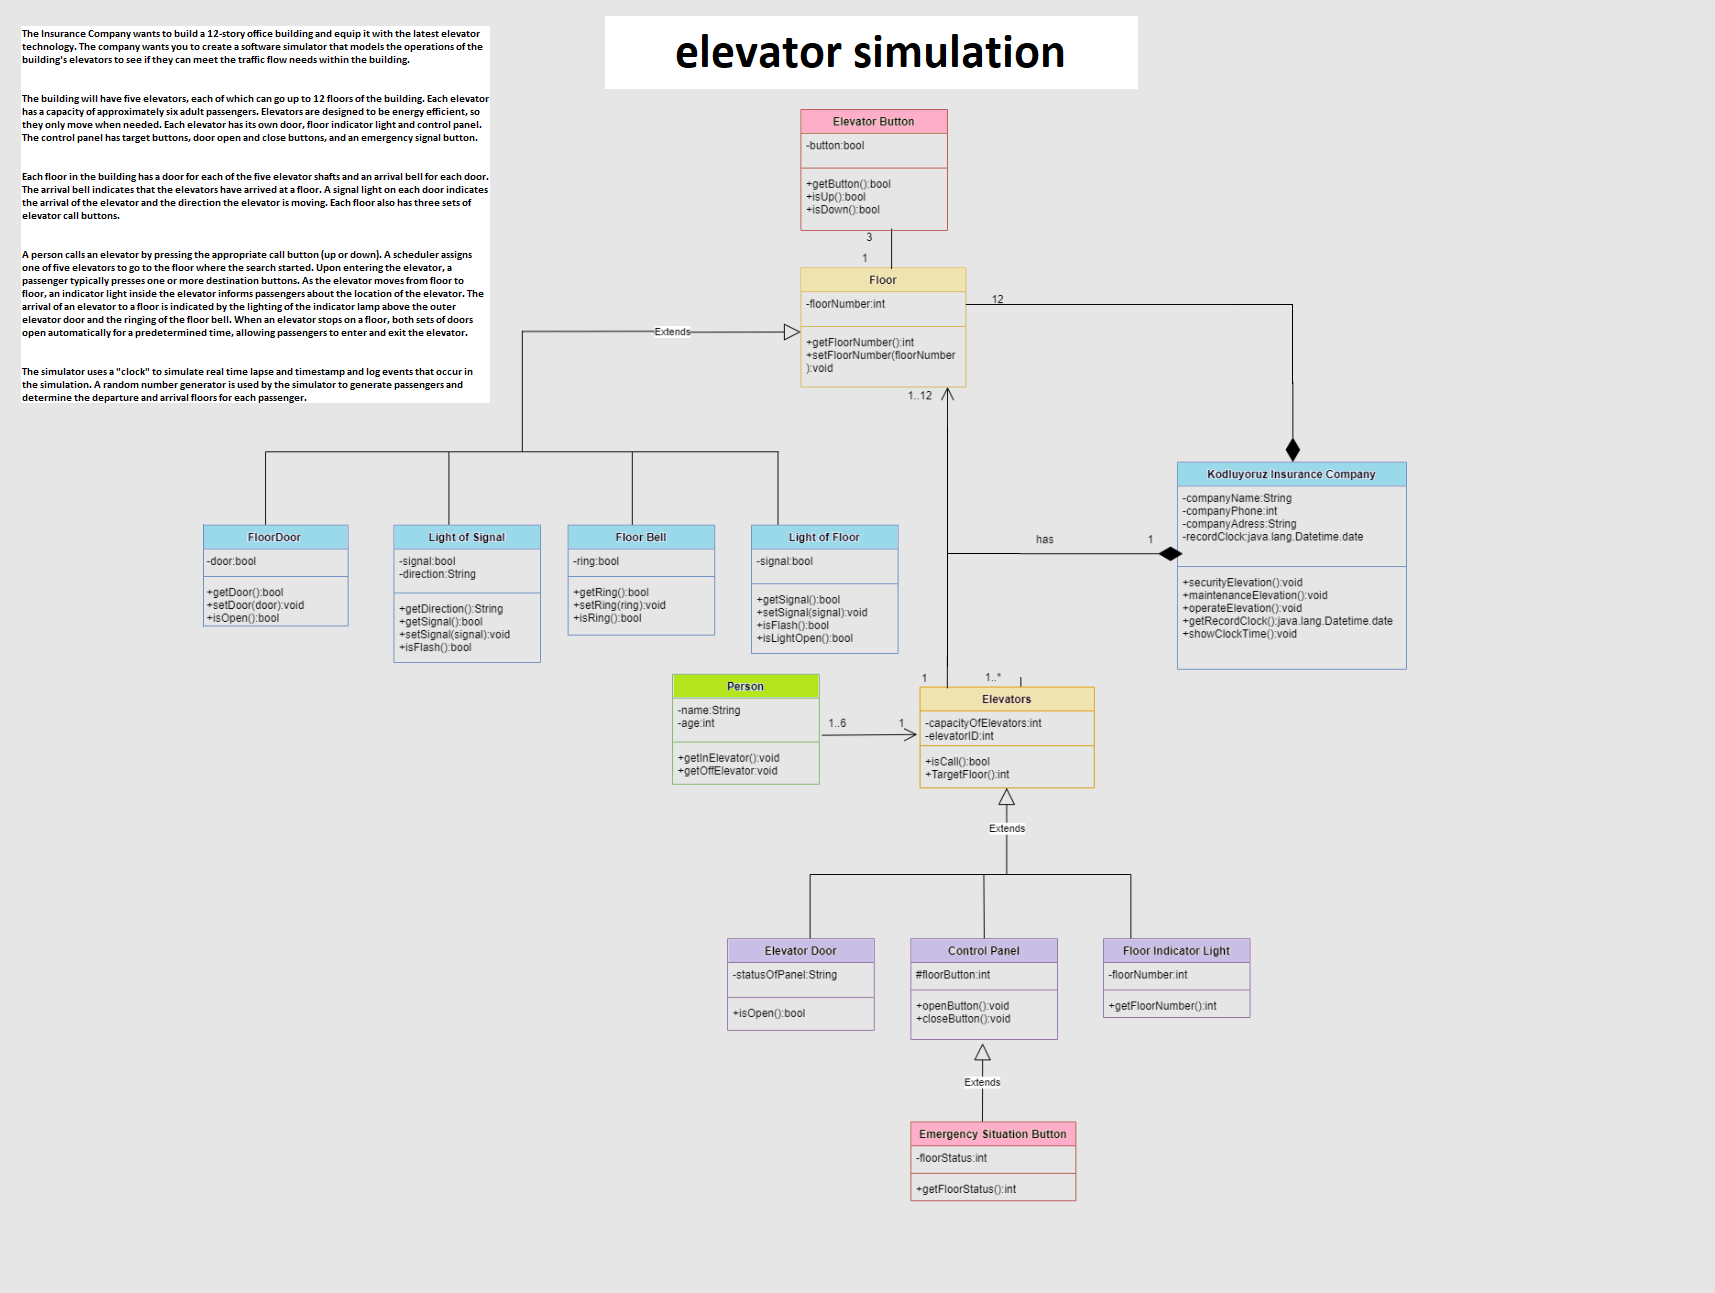 elevator simulation
The Insurance Company wants to build a 12-story office building and equip it with the latest elevator
technology. The company wants you to create a software simulator that models the operations of the
building's elevators to see if they can meet the traffic flow needs within the building.
The building will have five elevators, each of which can go up to 12 floors of the building. Each elevator
has a capacity of approximately six adult passengers. Elevators are designed to be energy efficient, so
they only move when needed. Each elevator has its own door, floor indicator light and control panel.
The control panel has target buttons, door open and close buttons, and an emergency signal button.
Each floor in the building has a door for each of the five elevator shafts and an arrival bell for each door.
The arrival bell indicates that the elevators have arrived at a floor. A signal light on each door indicates
the arrival of the elevator and the direction the elevator is moving. Each floor also has three sets of
elevator call buttons.
A person calls an elevator by pressing the appropriate call button (up or down). A scheduler assigns
one of five elevators to go to the floor where the search started. Upon entering the elevator, a
passenger typically presses one or more destination buttons. As the elevator moves from floor to
floor, an indicator light inside the elevator informs passengers about the location of the elevator. The
arrival of an elevator to a floor is indicated by the lighting of the indicator lamp above the outer
elevator door and the ringing of the floor bell. When an elevator stops on a floor, both sets of doors
open automatically for a predetermined time, allowing passengers to enter and exit the elevator.
The simulator uses a "clock" to simulate real time lapse and timestamp and log events that occur in
the simulation. A random number generator is used by the simulator to generate passengers and
determine the departure and arrival floors for each passenger.
Elevator Button
-button:bool
+getButton():bool
+isUp():bool
+isDown():bool
3
1
Floor
-floorNumber:int
+getFloorNumber():int
+setFloorNumber(floorNumber
):void
12
Extends
1..12
Kodluyoruz Insurance Company
-companyName:String
-companyPhone:int
-companyAdress:String
-recordClock:java.lang.Datetime.date
+securityElevation():void
+maintenanceElevation():void
+operateElevation():void
+getRecordClock():java.lang.Datetime.date
+showClockTime():void
has
1
FloorDoor
-door:bool
+getDoor():bool
+setDoor(door):void
+isOpen():bool
Light of Signal
-signal:bool
-direction:String
+getDirection():String
+getSignal():bool
+setSignal(signal):void
+isFlash():bool
Floor Bell
-ring:bool
+getRing():bool
+setRing(ring):void
+isRing():bool
Light of Floor
-signal:bool
+getSignal():bool
+setSignal(signal):void
+isFlash():bool
+isLightOpen():bool
Person
-name:String
-age:int
+getInElevator():void
+getOffElevator:void
1..6
1
1
1..*
Elevators
-capacityOfElevators:int
-elevatorID:int
+isCall():bool
+TargetFloor():int
Extends
Elevator Door
-statusOfPanel:String
+isOpen():bool
Control Panel
#floorButton:int
+openButton():void
+closeButton():void
Floor Indicator Light
-floorNumber:int
+getFloorNumber():int
Extends
Emergency Situation Button
-floorStatus:int
+getFloorStatus():int